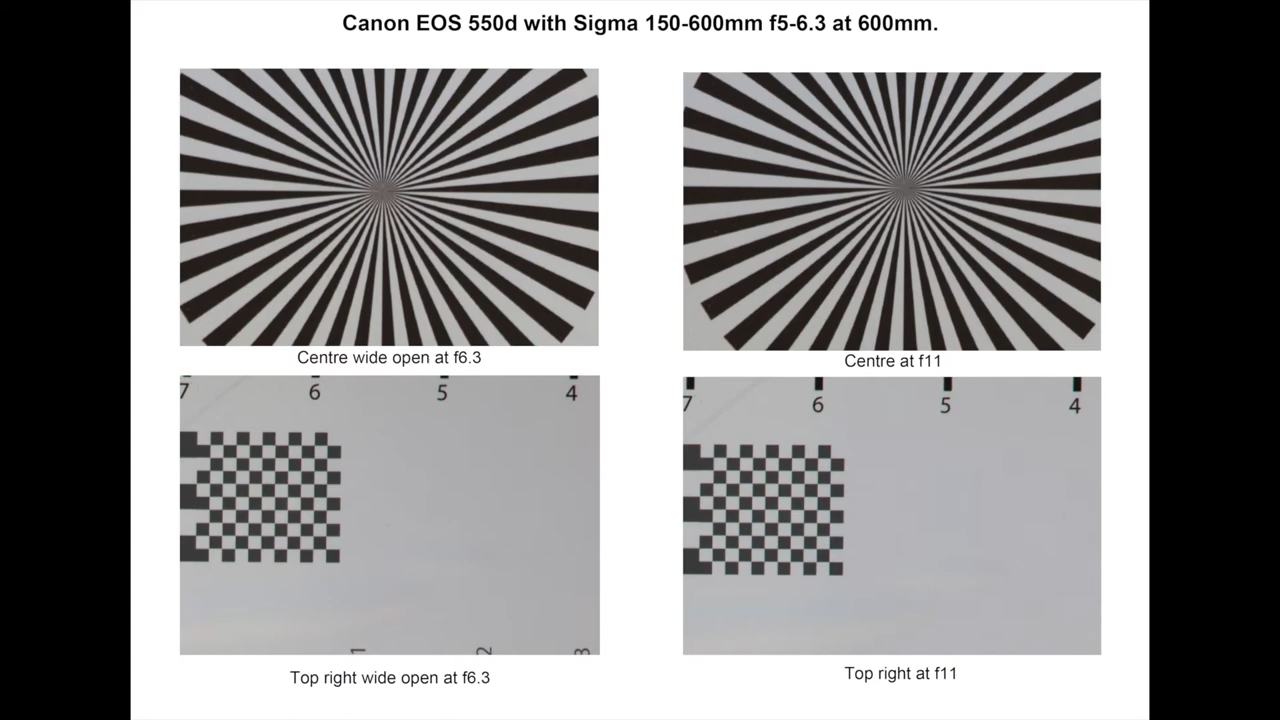 Canon EOS 550d with Sigma 150-600mm f5-6.3 at 600mm.
Centre wide open at f6.3
Centre at f11
7 6 5 4
7 6 5 4
1 2 3
Top right wide open at f6.3
Top right at f11